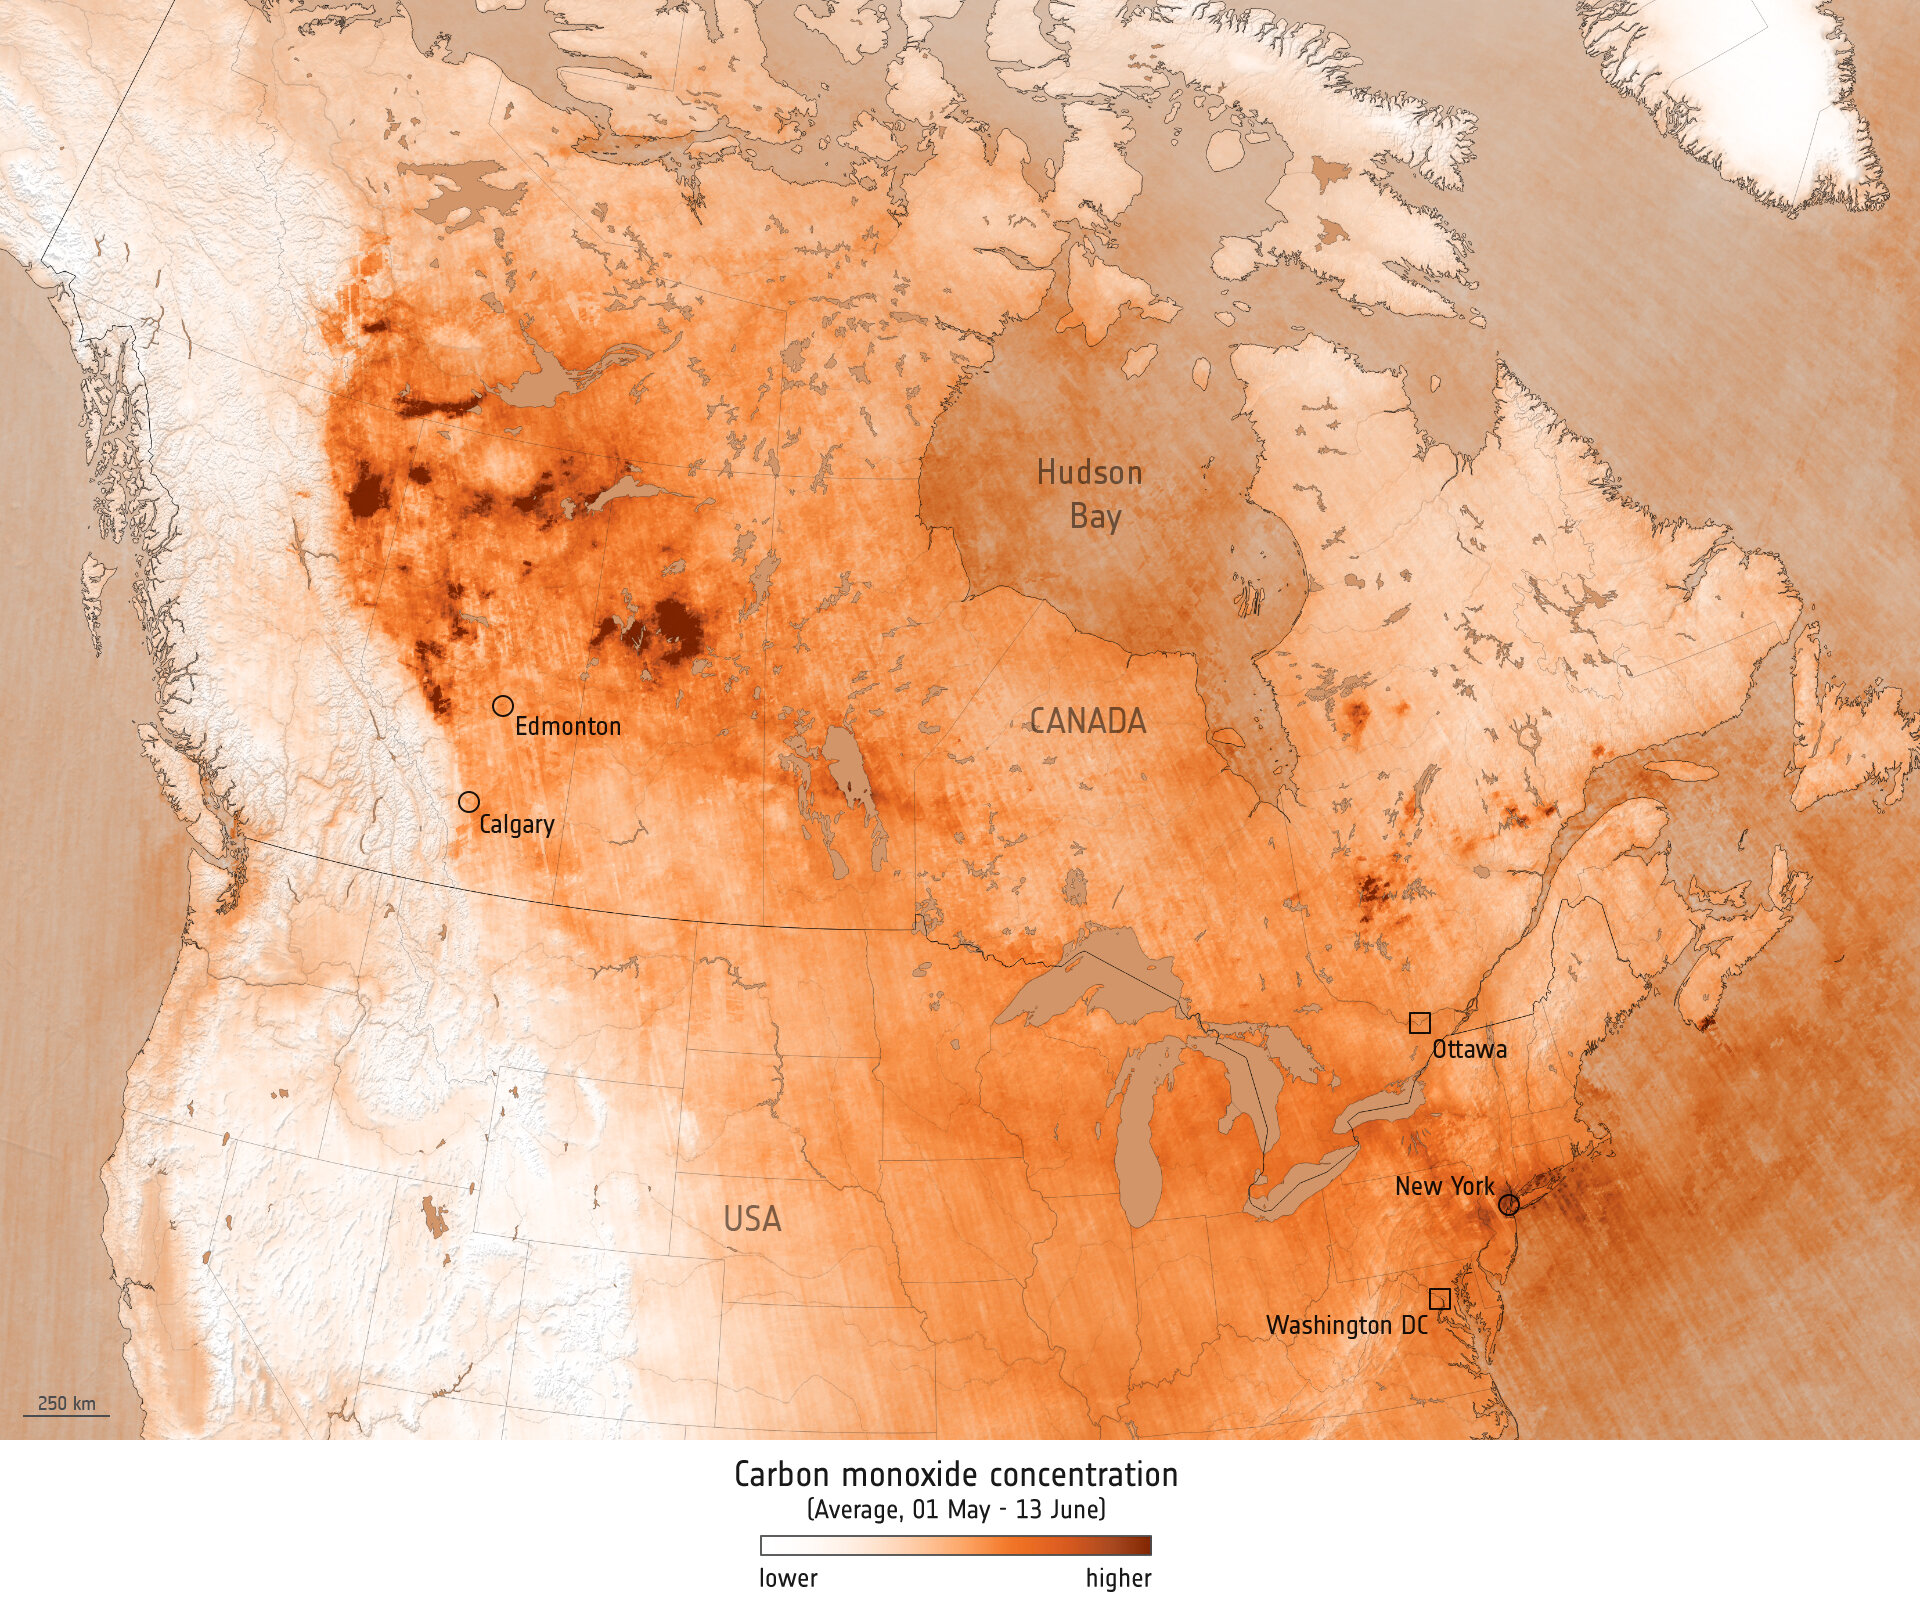 Hudson
Bay
CANADA
Edmonton
Calgary
Ottawa
New York
USA
Washington DC
250 km
Carbon monoxide concentration
(Average, 01 May - 13 June)
lower
higher